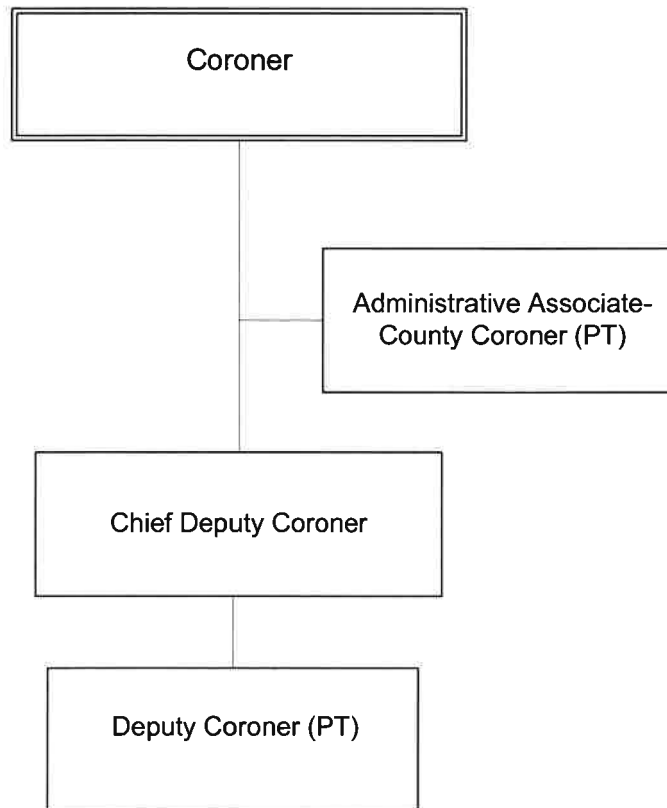 Coroner
Administrative Associate-
County Coroner (PT)
Chief Deputy Coroner
Deputy Coroner (PT)